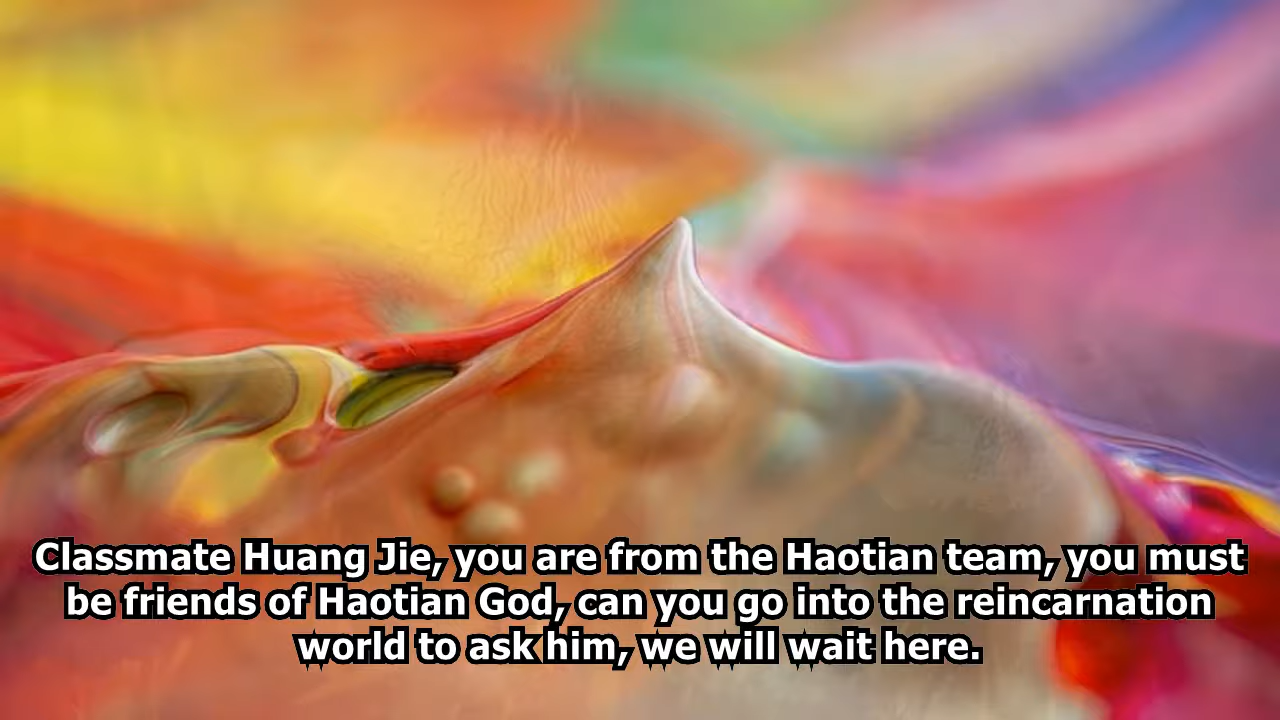 Classmate Huang Jie, you are from the Haotian team, you must
be friends of Haotian God, can you go into the reincarnation
world to ask him, we will wait here.